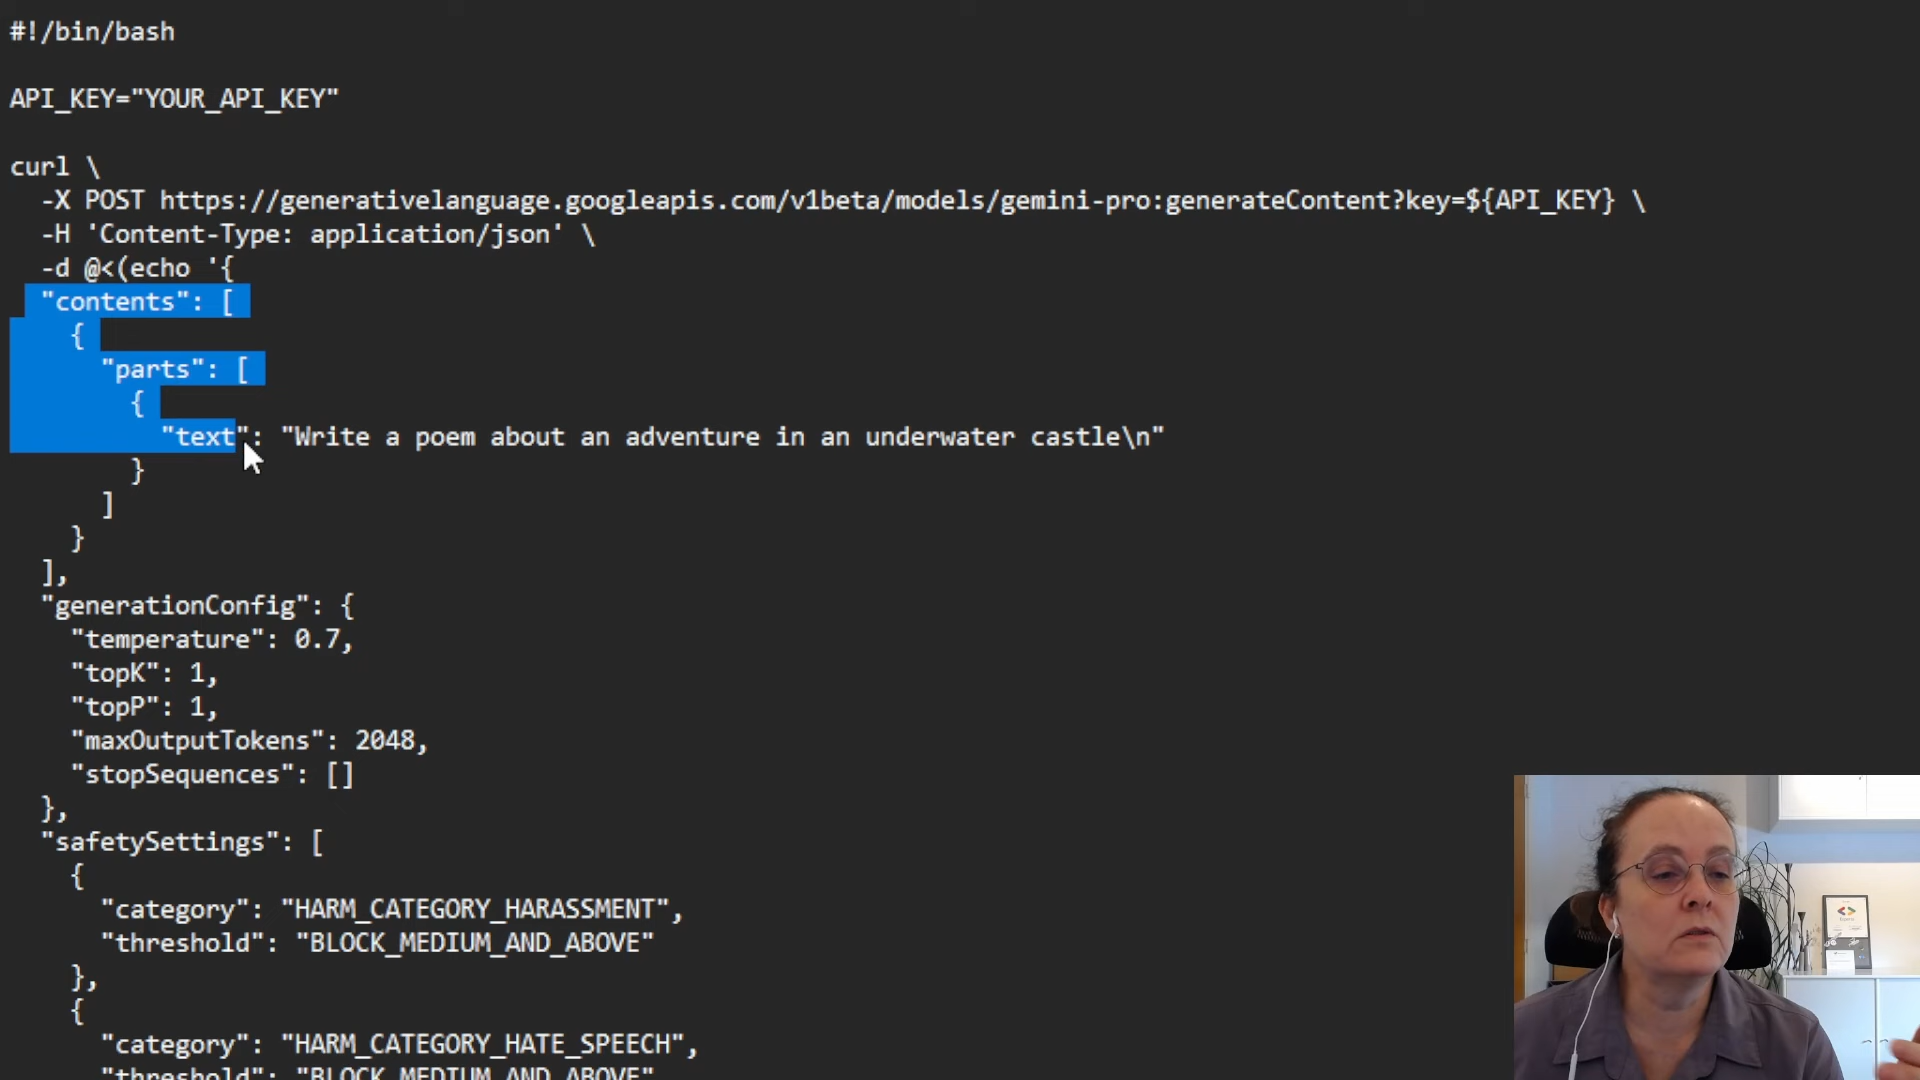 #!/bin/bash
API_KEY="YOUR_API_KEY"
curl \
-X POST https://generativelanguage.googleapis.com/v1beta/models/gemini-pro:generateContent?key=${API_KEY} \
-H 'Content-Type: application/json' \
-d @<(echo '{
"contents": [
{
"parts": [
{
"text": "Write a poem about an adventure in an underwater castle\n"
}
]
}
],
"generationConfig": {
"temperature": 0.7,
"topK": 1,
"topP": 1,
"maxOutputTokens": 2048,
"stopSequences": []
},
"safetySettings": [
{
"category": "HARM_CATEGORY_HARASSMENT",
"threshold": "BLOCK_MEDIUM_AND_ABOVE"
},
{
"category": "HARM_CATEGORY_HATE_SPEECH",
"threshold": "BLOCK_MEDIUM_AND_ABOVE"